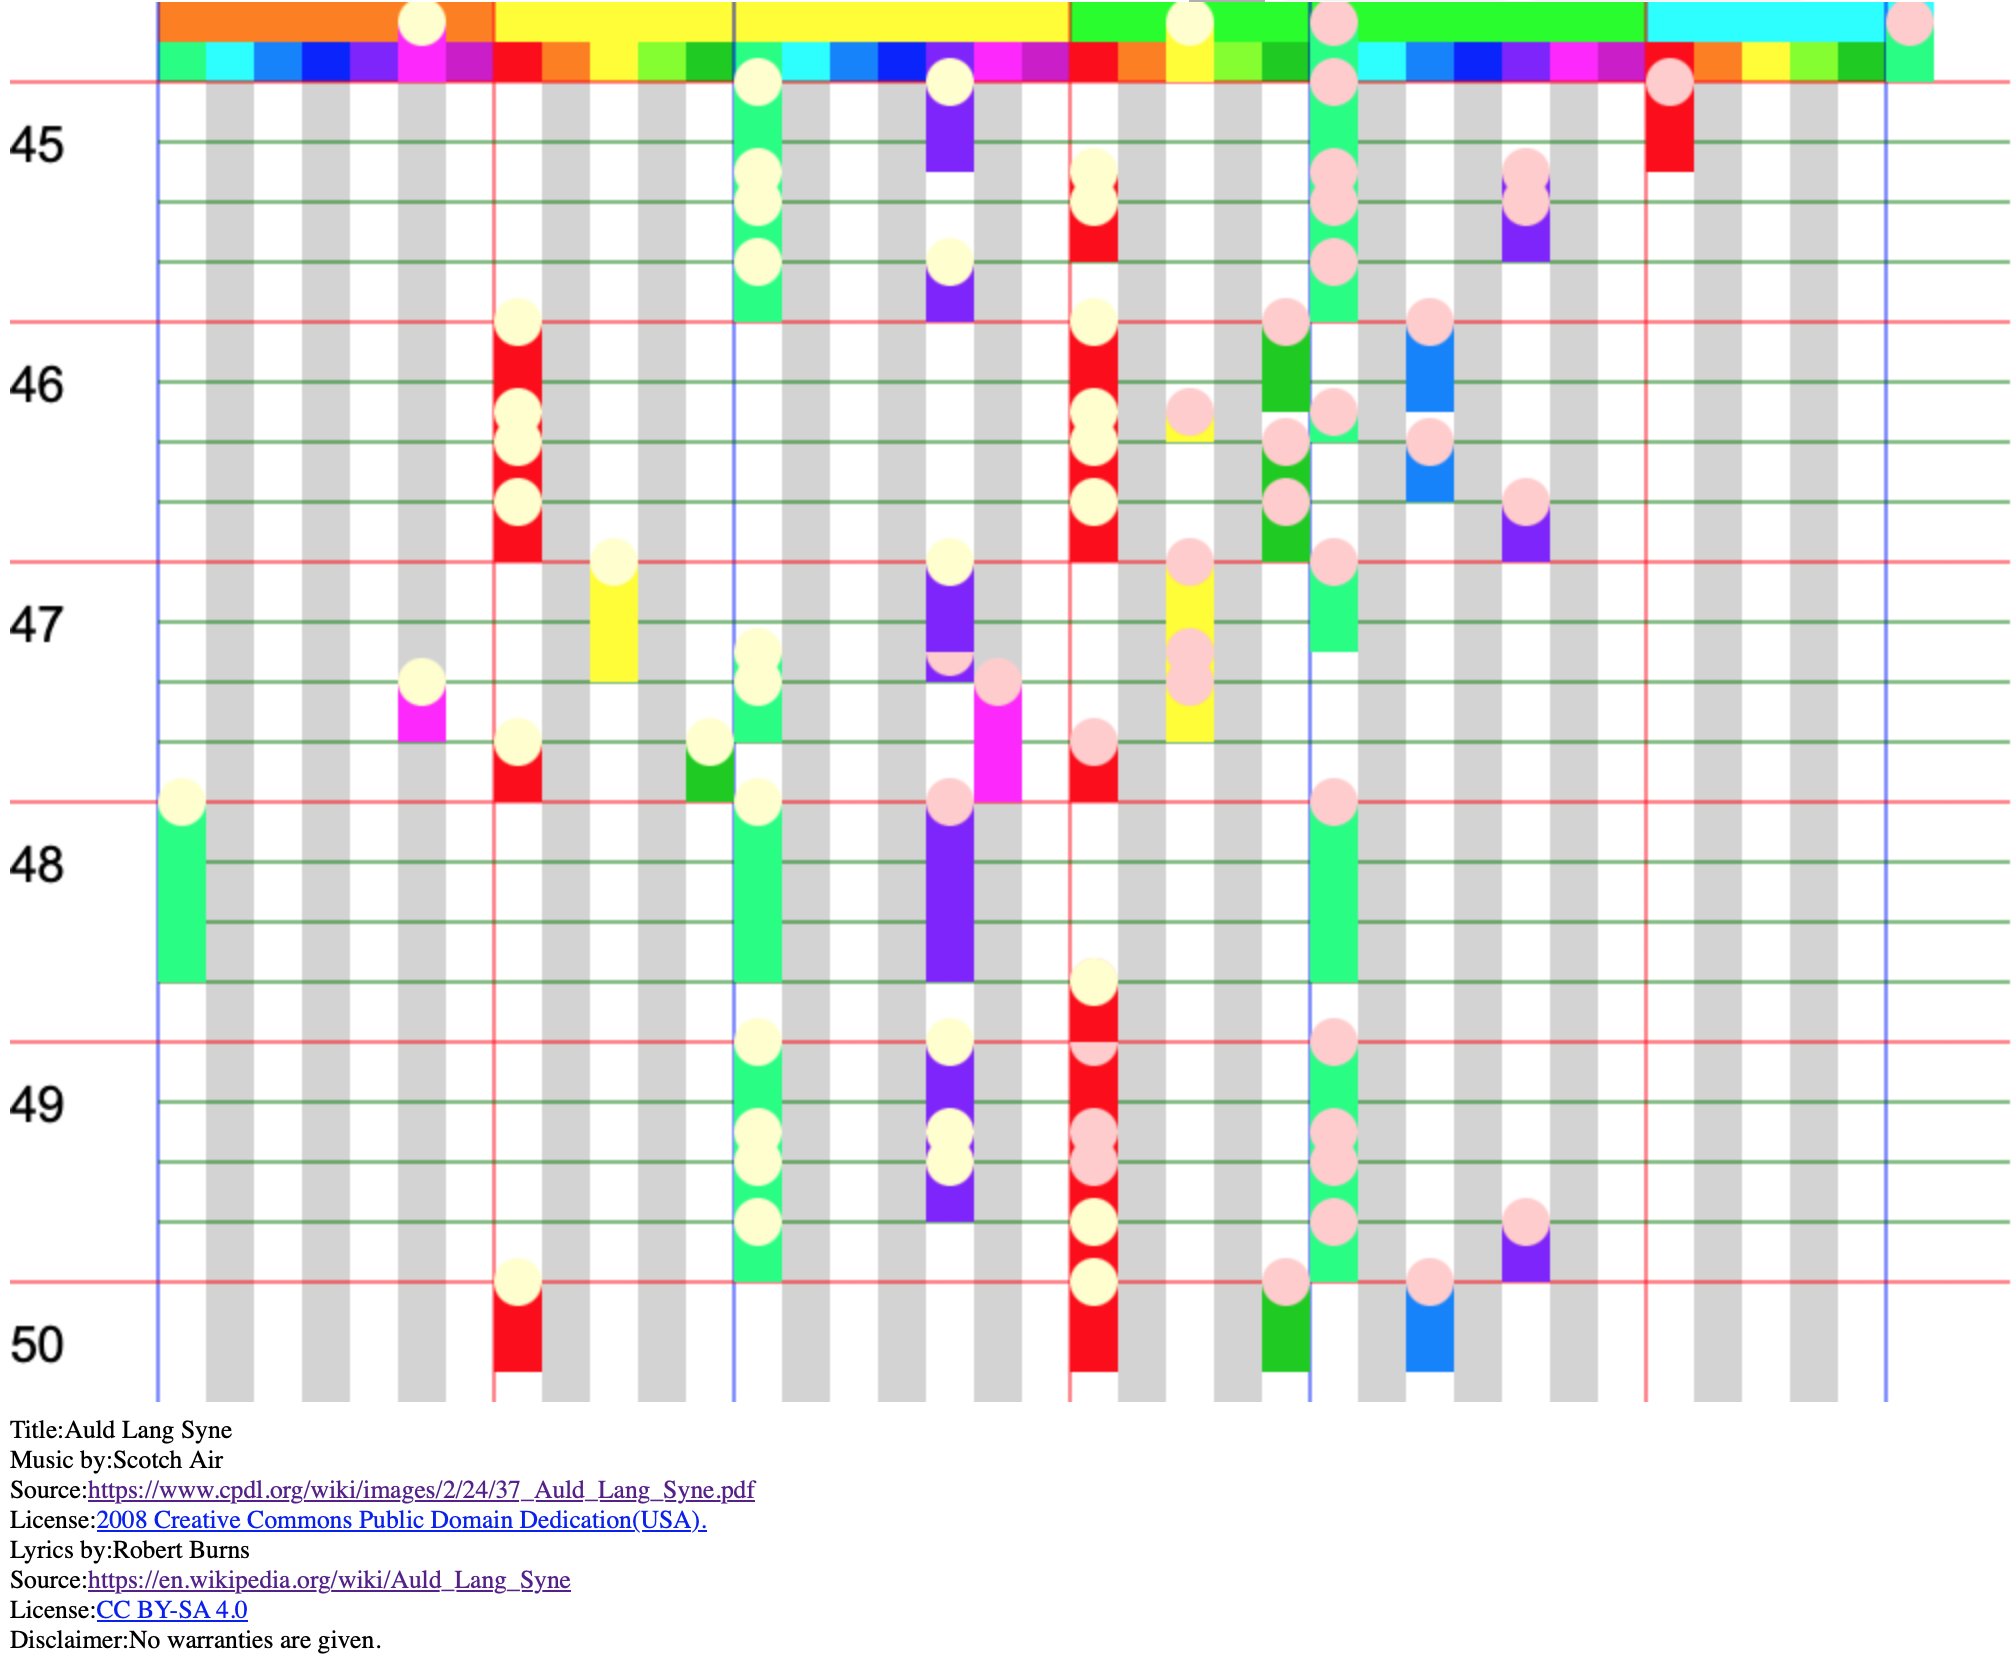 45
46
47
48
49
50
Title:Auld Lang Syne
Music by:Scotch Air
Source:https://www.cpdl.org/wiki/images/2/24/37_Auld_Lang_Syne.pdf
License:2008 Creative Commons Public Domain Dedication(USA).
Lyrics by:Robert Burns
Source:https://en.wikipedia.org/wiki/Auld_Lang_Syne
License:CC BY-SA 4.0
Disclaimer:No warranties are given.